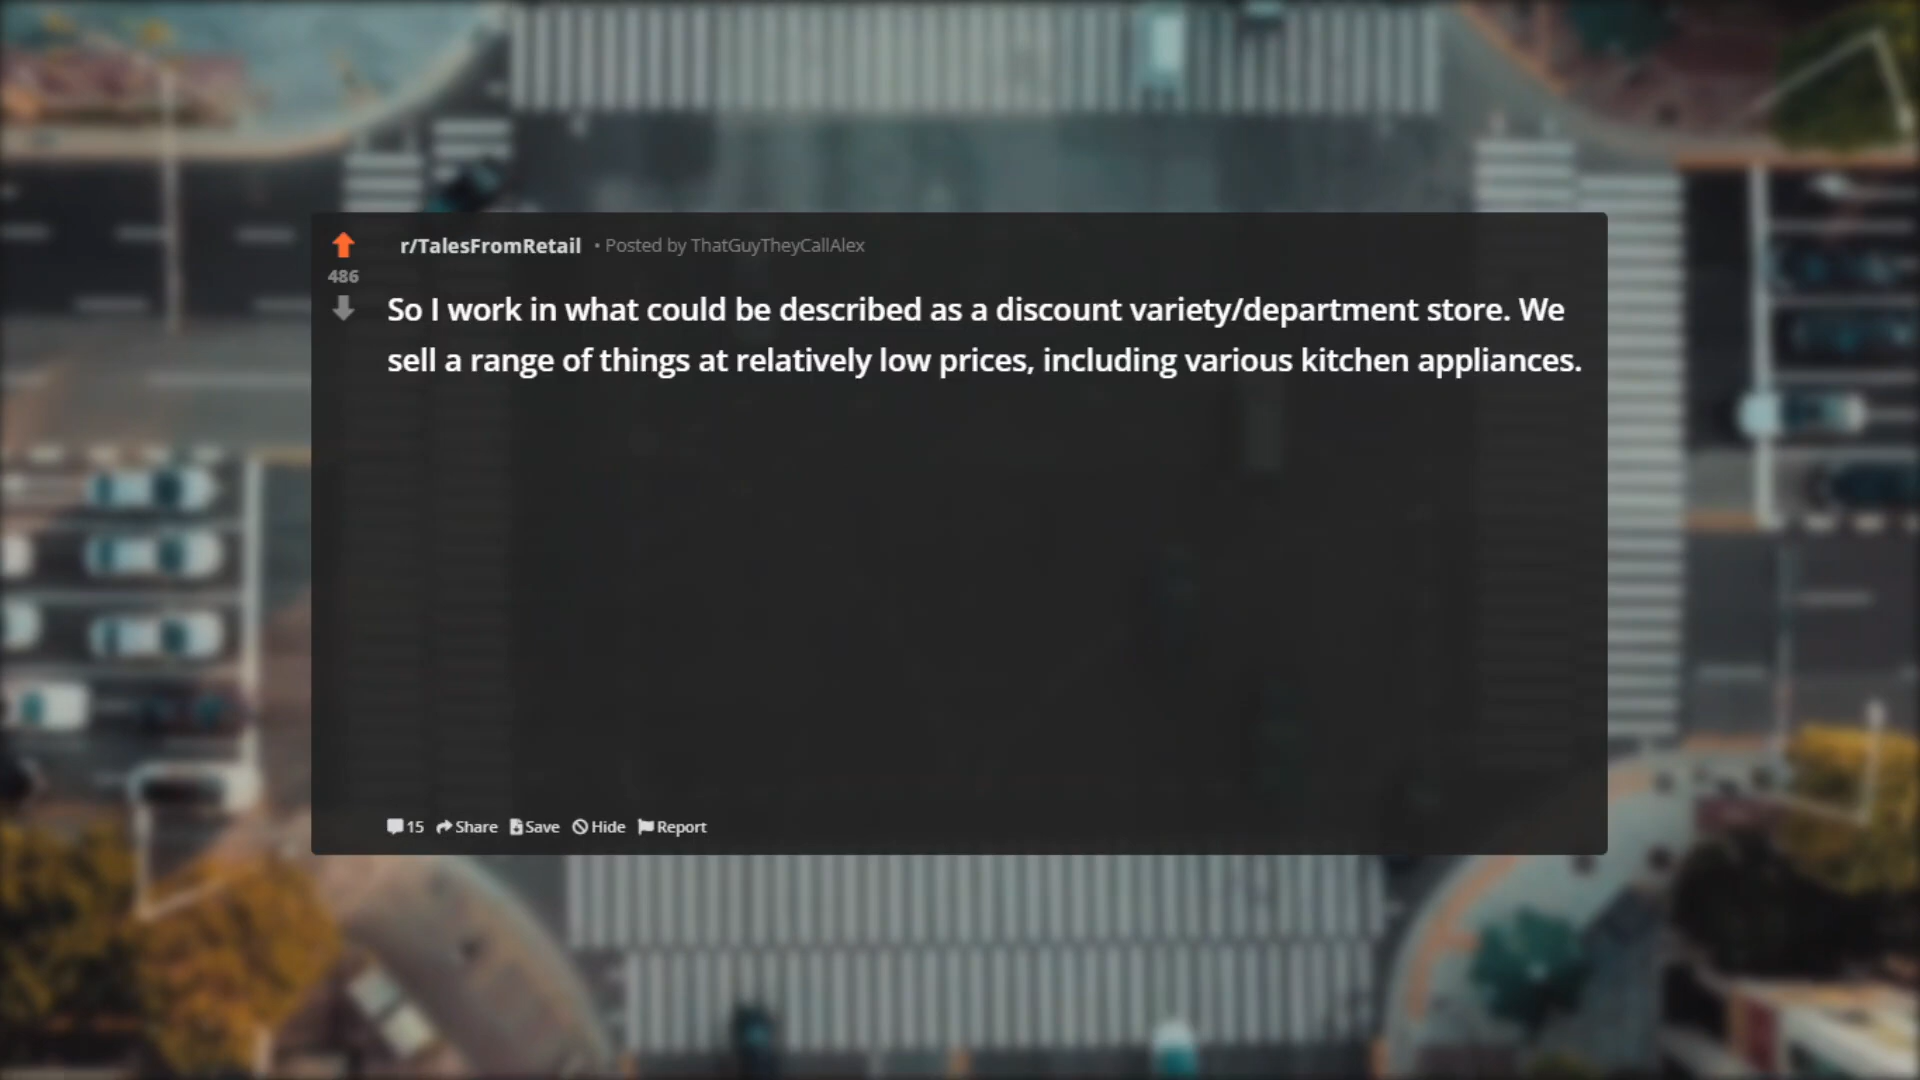 r/TalesFromRetail • Posted by ThatGuyTheyCallAlex
486
So I work in what could be described as a discount variety/department store. We
sell a range of things at relatively low prices, including various kitchen appliances.
15 Share Save Hide Report